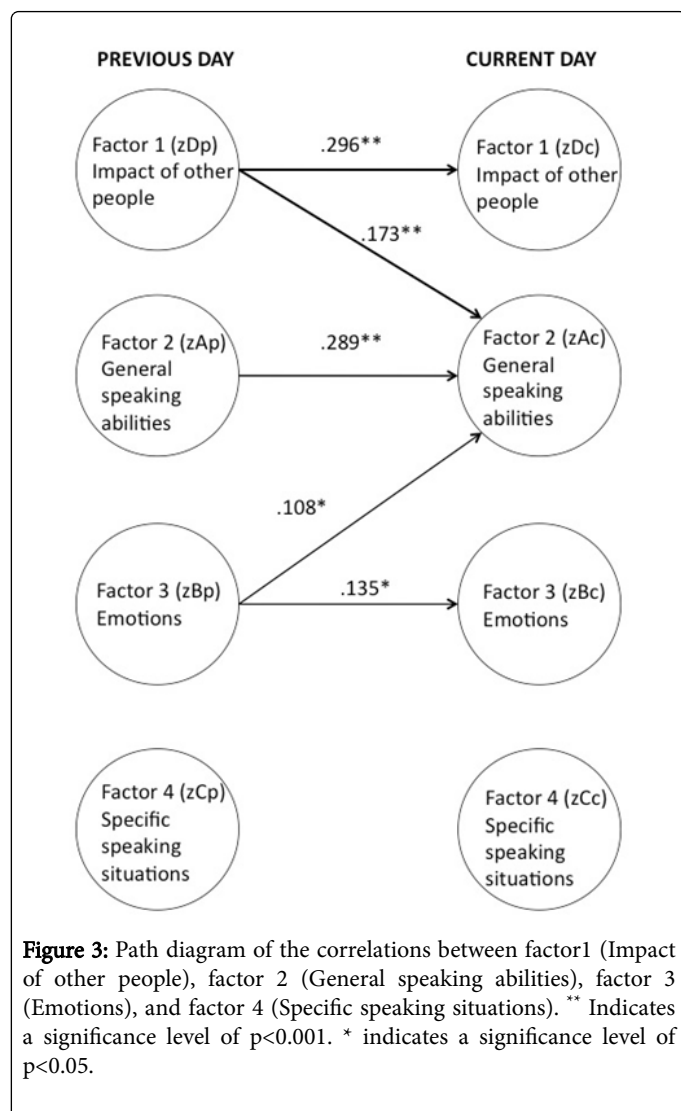 PREVIOUS DAY
CURRENT DAY
Factor 1 (zDp)
Impact of other
people
.296**
Factor 1 (zDc)
Impact of other
people
.173**
Factor 2 (zAp)
General
speaking
abilities
.289**
Factor 2 (zAc)
General
speaking
abilities
.108*
Factor 3 (zBp)
Emotions
.135*
Factor 3 (zBc)
Emotions
Factor 4 (zCp)
Specific
speaking
situations
Factor 4 (zCc)
Specific
speaking
situations
Figure 3: Path diagram of the correlations between factor1 (Impact
of other people), factor 2 (General speaking abilities), factor 3
(Emotions), and factor 4 (Specific speaking situations). ** Indicates
a significance level of p<0.001. * indicates a significance level of
p<0.05.